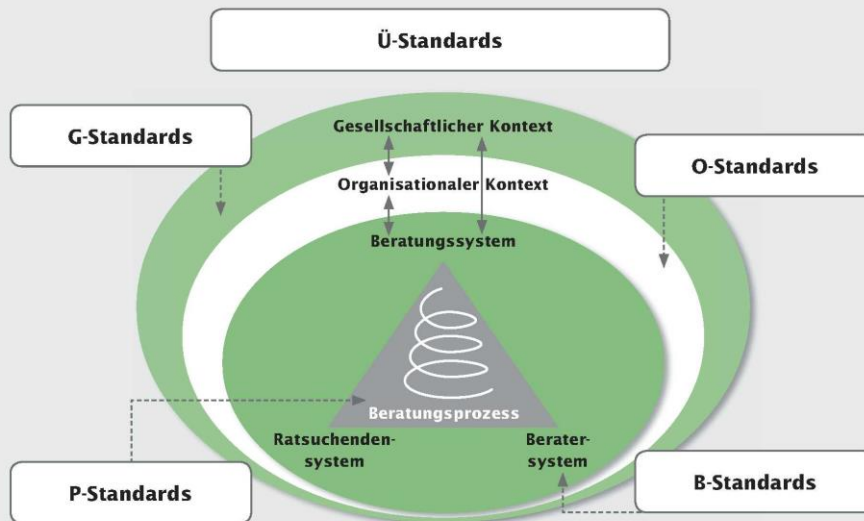 Ü-Standards
G-Standards
Gesellschaftlicher Kontext
O-Standards
Organisationaler Kontext
Beratungssystem
Beratungsprozess
Ratsuchenden-
system
Berater-
system
P-Standards
B-Standards